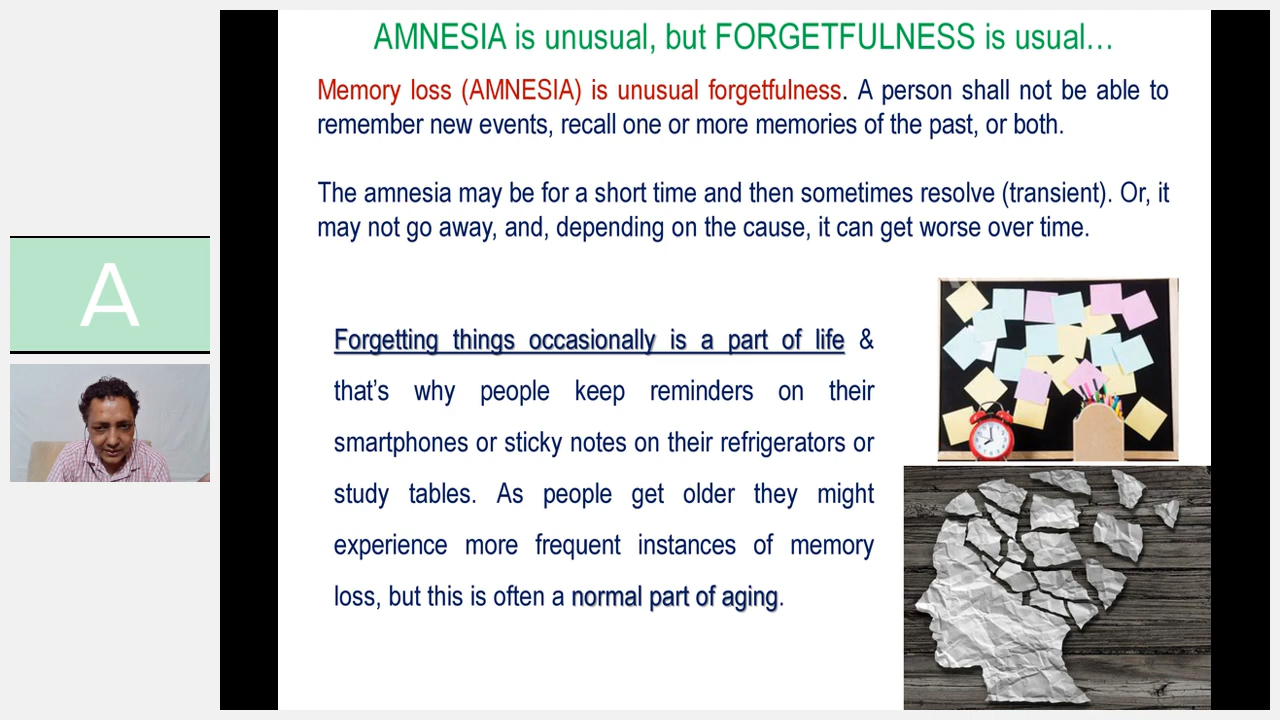 AMNESIA is unusual, but FORGETFULNESS is usual…
Memory loss (AMNESIA) is unusual forgetfulness. A person shall not be able to
remember new events, recall one or more memories of the past, or both.
The amnesia may be for a short time and then sometimes resolve (transient). Or, it
may not go away, and, depending on the cause, it can get worse over time.
A
Forgetting things occasionally is a part of life &
that’s why people keep reminders on their
smartphones or sticky notes on their refrigerators or
study tables. As people get older they might
experience more frequent instances of memory
loss, but this is often a normal part of aging.